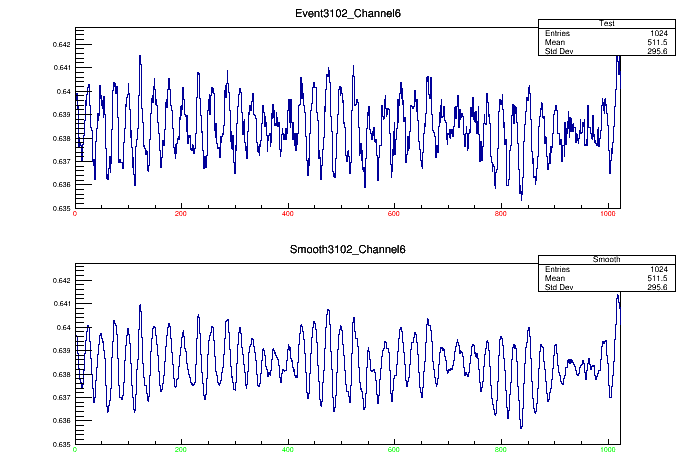 Event3102_Channel6
Test
Entries 1024
Mean 511.5
Std Dev 295.6
0.642
0.641
0.64
0.639
0.638
0.637
0.636
0.635
0 200 400 600 800 1000
Smooth3102_Channel6
Smooth
Entries 1024
Mean 511.5
Std Dev 295.6
0.642
0.641
0.64
0.639
0.638
0.637
0.636
0.635
0 200 400 600 800 1000